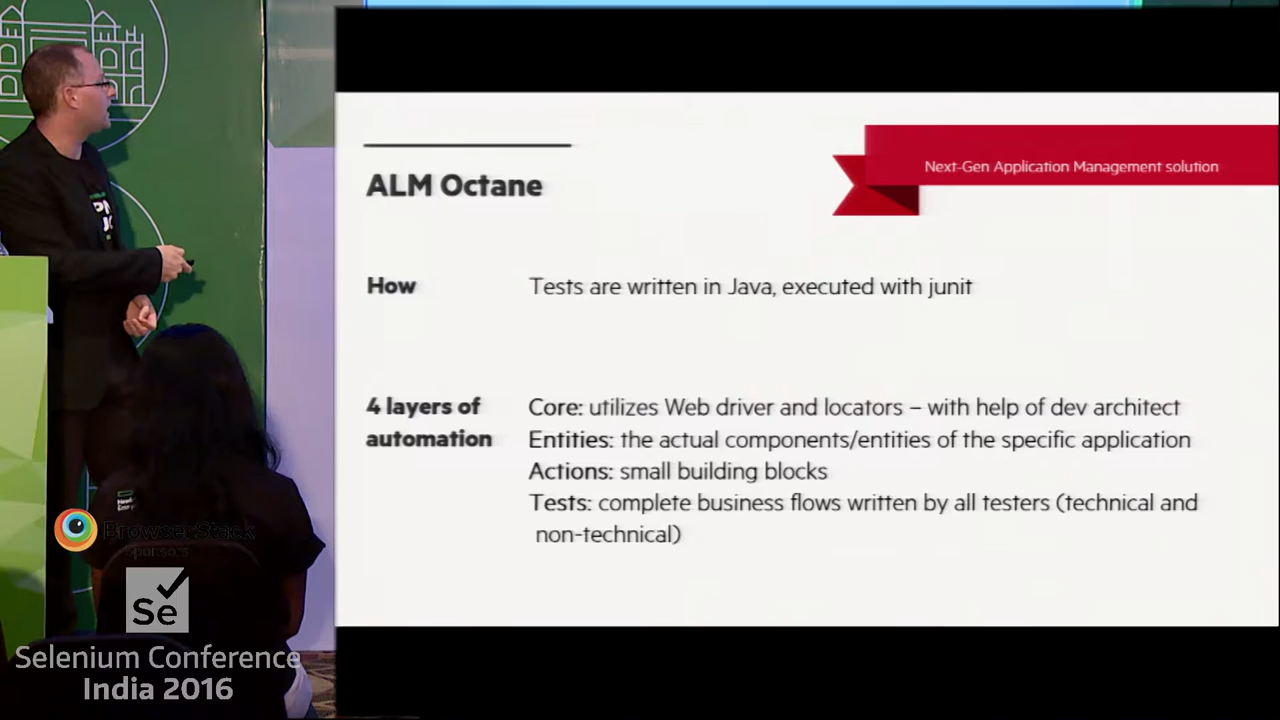 Next-Gen Application Management solution
ALM Octane
How
Tests are written in Java, executed with junit
4 layers of
automation
Core: utilizes Web driver and locators – with help of dev architect
Entities: the actual components/entities of the specific application
Actions: small building blocks
Tests: complete business flows written by all testers (technical and
non-technical)
BrowserStack
Sponsors
Se
Selenium Conference
India 2016